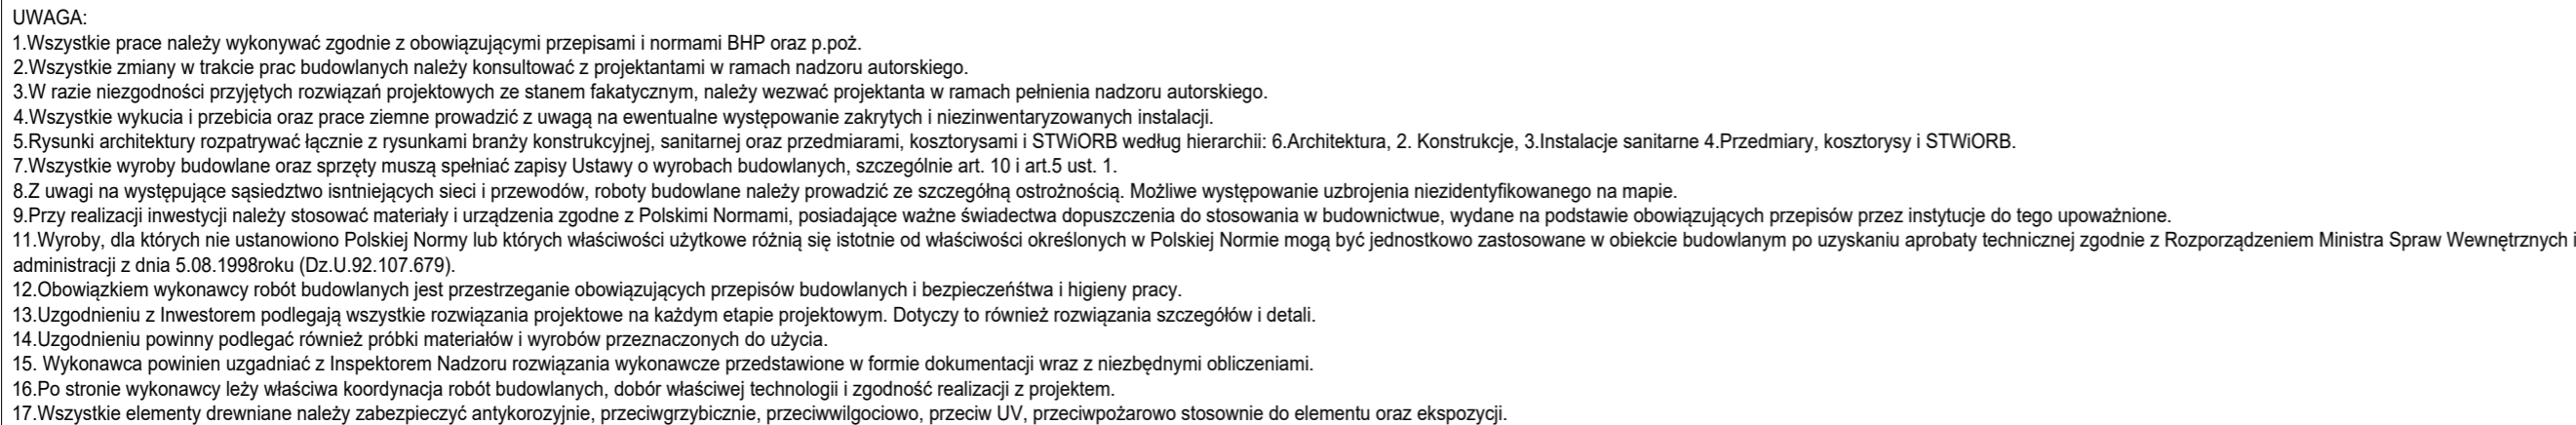 UWAGA:
1.Wszystkie prace należy wykonywać zgodnie z obowiązującymi przepisami i normami BHP oraz p.poż.
2.Wszystkie zmiany w trakcie prac budowlanych należy konsultować z projektantami w ramach nadzoru autorskiego.
3.W razie niezgodności przyjętych rozwiązań projektowych ze stanem fakatycznym, należy wezwać projektanta w ramach pełnienia nadzoru autorskiego.
4.Wszystkie wykucia i przebicia oraz prace ziemne prowadzić z uwagą na ewentualne występowanie zakrytych i niezinwentaryzowanych instalacji.
5.Rysunki architektury rozpatrywać łącznie z rysunkami branży konstrukcyjnej, sanitarnej oraz przedmiarami, kosztorysami i STWiORB według hierarchii: 6.Architektura, 2. Konstrukcje, 3.Instalacje sanitarne 4.Przedmiary, kosztorysy i STWiORB.
7.Wszystkie wyroby budowlane oraz sprzęty muszą spełniać zapisy Ustawy o wyrobach budowlanych, szczególnie art. 10 i art.5 ust. 1.
8.Z uwagi na występujące sąsiedztwo isntniejących sieci i przewodów, roboty budowlane należy prowadzić ze szczegółną ostrożnością. Możliwe występowanie uzbrojenia niezidentyfikowanego na mapie.
9.Przy realizacji inwestycji należy stosować materiały i urządzenia zgodne z Polskimi Normami, posiadające ważne świadectwa dopuszczenia do stosowania w budownictwue, wydane na podstawie obowiązujących przepisów przez instytucje do tego upoważnione.
11.Wyroby, dla których nie ustanowiono Polskiej Normy lub których właściwości użytkowe różnią się istotnie od właściwości określonych w Polskiej Normie mogą być jednostkowo zastosowane w obiekcie budowlanym po uzyskaniu aprobaty technicznej zgodnie z Rozporządzeniem Ministra Spraw Wewnętrznych i
administracji z dnia 5.08.1998roku (Dz.U.92.107.679).
12.Obowiązkiem wykonawcy robót budowlanych jest przestrzeganie obowiązujących przepisów budowlanych i bezpieczeńśtwa i higieny pracy.
13.Uzgodnieniu z Inwestorem podlegają wszystkie rozwiązania projektowe na każdym etapie projektowym. Dotyczy to również rozwiązania szczegółów i detali.
14.Uzgodnieniu powinny podlegać również próbki materiałów i wyrobów przeznaczonych do użycia.
15. Wykonawca powinien uzgadniać z Inspektorem Nadzoru rozwiązania wykonawcze przedstawione w formie dokumentacji wraz z niezbędnymi obliczeniami.
16.Po stronie wykonawcy leży właściwa koordynacja robót budowlanych, dobór właściwej technologii i zgodność realizacji z projektem.
17.Wszystkie elementy drewniane należy zabezpieczyć antykorozyjnie, przeciwgrzybicznie, przeciwwilgociowo, przeciw UV, przeciwpożarowo stosownie do elementu oraz ekspozycji.